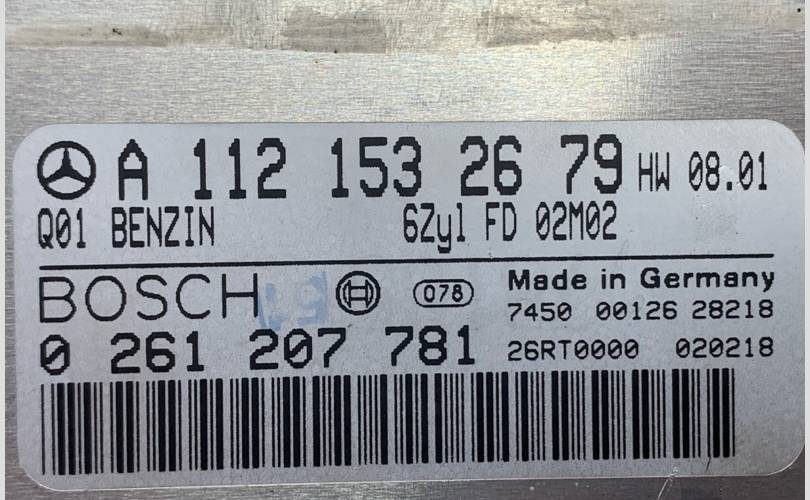 A 112 153 26 79 HW 08.01
Q01 BENZIN 6Zyl FD 02M02
BOSCH 078 Made in Germany
7450 00126 28218
0 261 207 781 26RT0000 020218